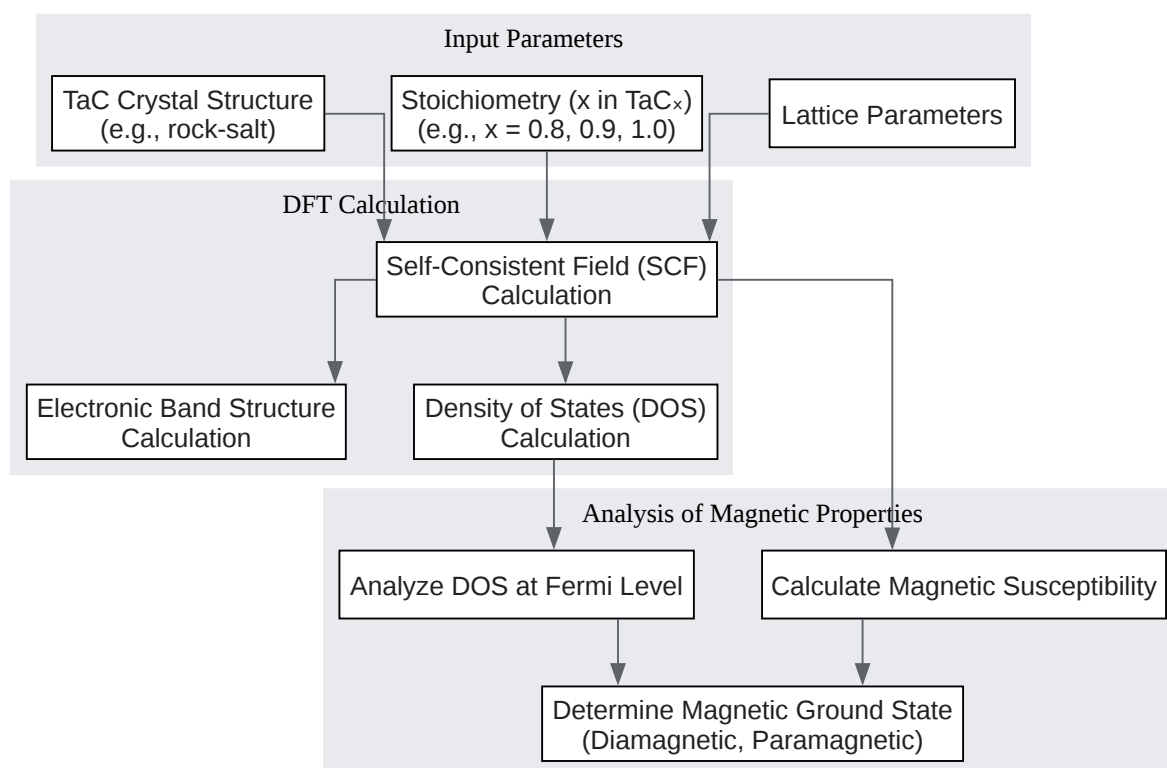 Input Parameters
TaC Crystal Structure
(e.g., rock-salt)
Stoichiometry (x in TaCₓ)
(e.g., x = 0.8, 0.9, 1.0)
Lattice Parameters
DFT Calculation
Self-Consistent Field (SCF)
Calculation
Electronic Band Structure
Calculation
Density of States (DOS)
Calculation
Analysis of Magnetic Properties
Analyze DOS at Fermi Level
Calculate Magnetic Susceptibility
Determine Magnetic Ground State
(Diamagnetic, Paramagnetic)